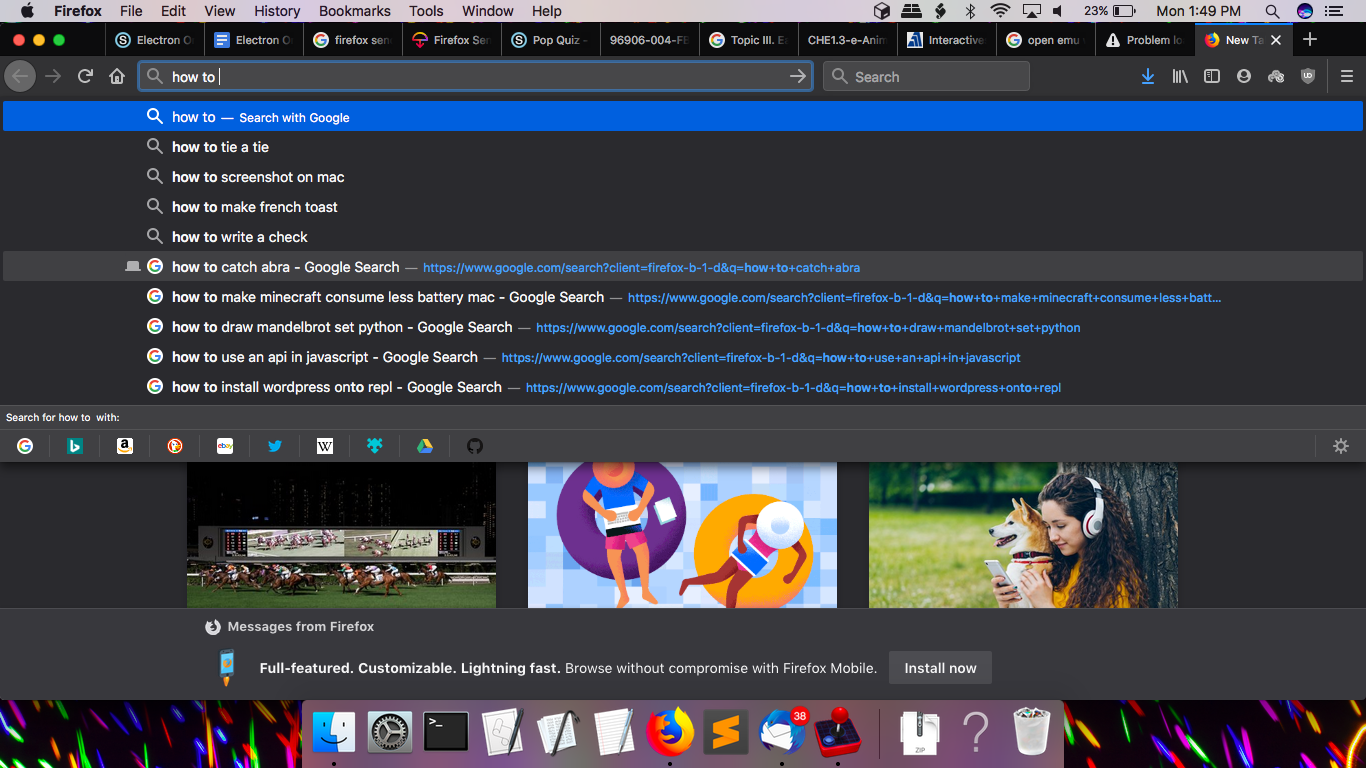 Firefox File Edit View History Bookmarks Tools Window Help 23% Mon 1:49 PM
Electron O
Electron O
firefox sen
Firefox Sen
Pop Quiz -
96906-004-FE
Topic III. E
CHE1.3-e-Anim
Interactive
open emu
Problem lo
New Ta
how to
Search
how to — Search with Google
how to tie a tie
how to screenshot on mac
how to make french toast
how to write a check
how to catch abra - Google Search — https://www.google.com/search?client=firefox-b-1-d&q=how+to+catch+abra
how to make minecraft consume less battery mac - Google Search — https://www.google.com/search?client=firefox-b-1-d&q=how+to+make+minecraft+consume+less+batt...
how to draw mandelbrot set python - Google Search — https://www.google.com/search?client=firefox-b-1-d&q=how+to+draw+mandelbrot+set+python
how to use an api in javascript - Google Search — https://www.google.com/search?client=firefox-b-1-d&q=how+to+use+an+api+in+javascript
how to install wordpress onto repl - Google Search — https://www.google.com/search?client=firefox-b-1-d&q=how+to+install+wordpress+onto+repl
Search for how to with:
ebay
Messages from Firefox
Full-featured. Customizable. Lightning fast. Browse without compromise with Firefox Mobile. Install now
38
ZIP